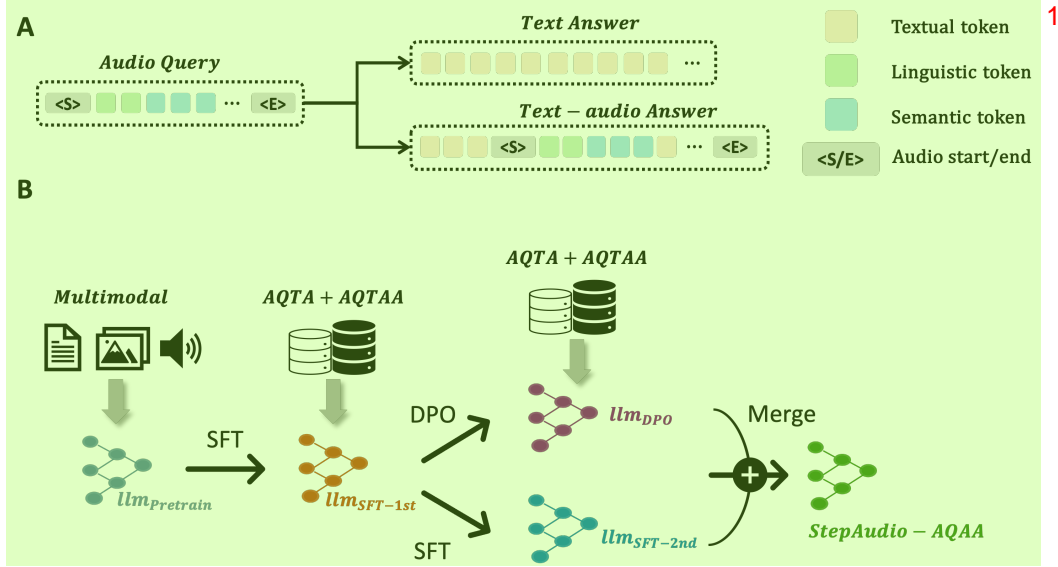 1
A
Text Answer
Textual token
...
Audio Query
Linguistic token
<S> ... <E>
Text – audio Answer
Semantic token
<S> ... <E>
<S/E> Audio start/end
B
AQTA + AQTAA
Multimodal
AQTA + AQTAA
DPO
llm_DPO
Merge
SFT
llm_Pretrain
llm_SFT−1st
+
StepAudio − AQAA
llm_SFT−2nd
SFT